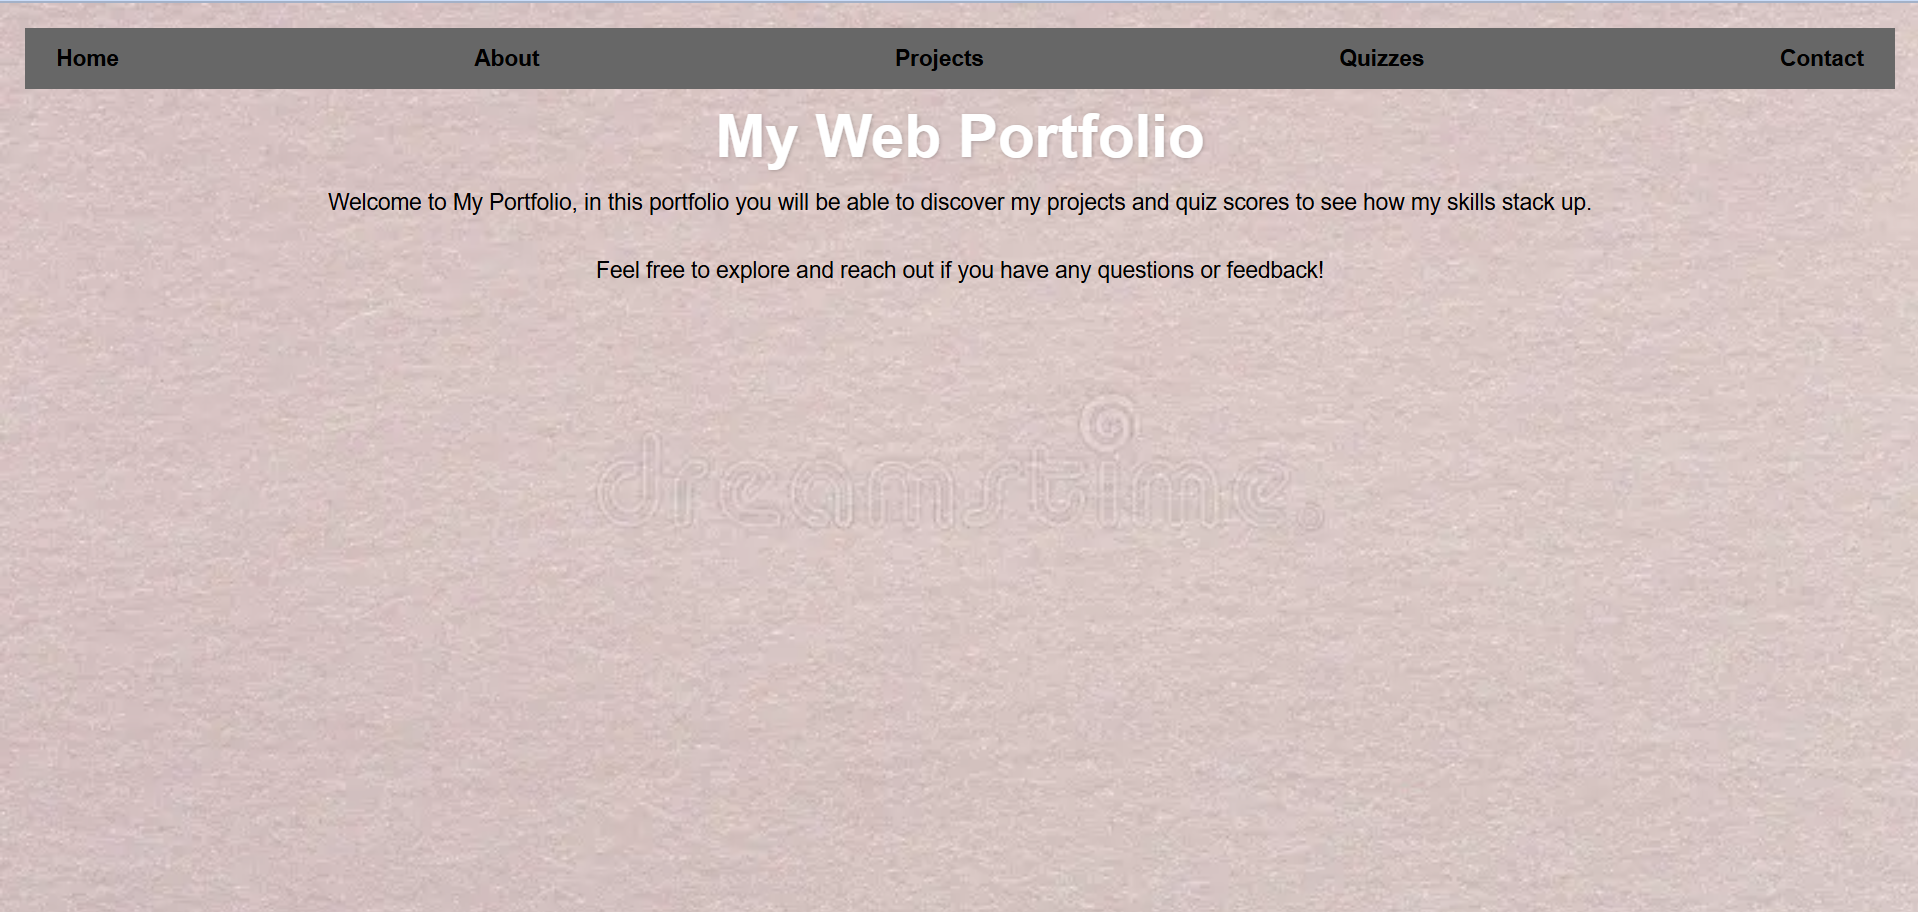 Home About Projects Quizzes Contact
My Web Portfolio
Welcome to My Portfolio, in this portfolio you will be able to discover my projects and quiz scores to see how my skills stack up.
Feel free to explore and reach out if you have any questions or feedback!
dreamstime.